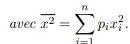 avec $\overline{x^2} = \sum_{i=1}^{n} p_i x_i^2.$